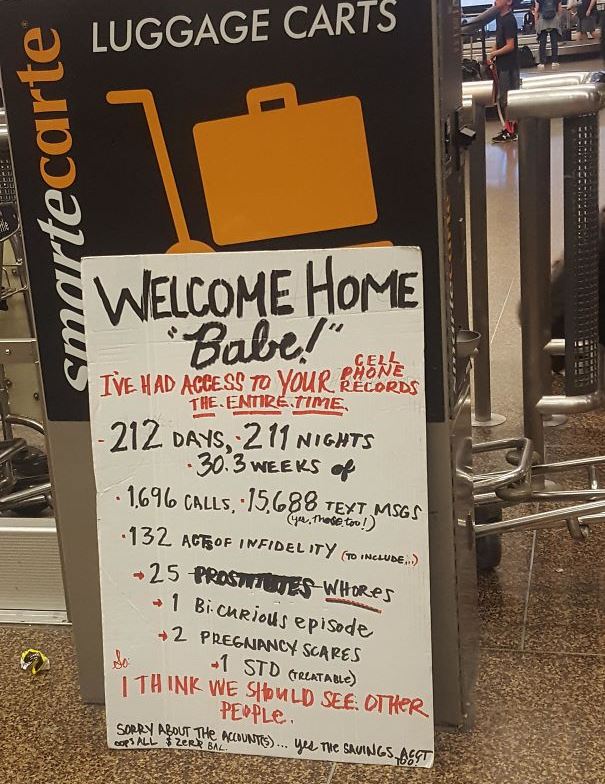 LUGGAGE CARTS
smartecarte
WELCOME HOME
"Babe!"
I'VE HAD ACCESS TO YOUR CELL PHONE RECORDS
THE ENTIRE TIME.
- 212 DAYS, · 211 NIGHTS
· 30.3 WEEKS of
· 1,696 CALLS, · 15,688 TEXT MSGS
(yes, those too!)
· 132 ACTS OF INFIDELITY (TO INCLUDE...)
→ 25 PROSTITUTES WHORES
→ 1 Bi-curious episode
→ 2 PREGNANCY SCARES
→ 1 STD (TREATABLE)
So
I THINK WE SHOULD SEE OTHER
PEOPLE.
SORRY ABOUT THE ACCOUNT(S)... yes THE SAVINGS ACCT TOO!
OOPS ALL $ ZERO BAL.